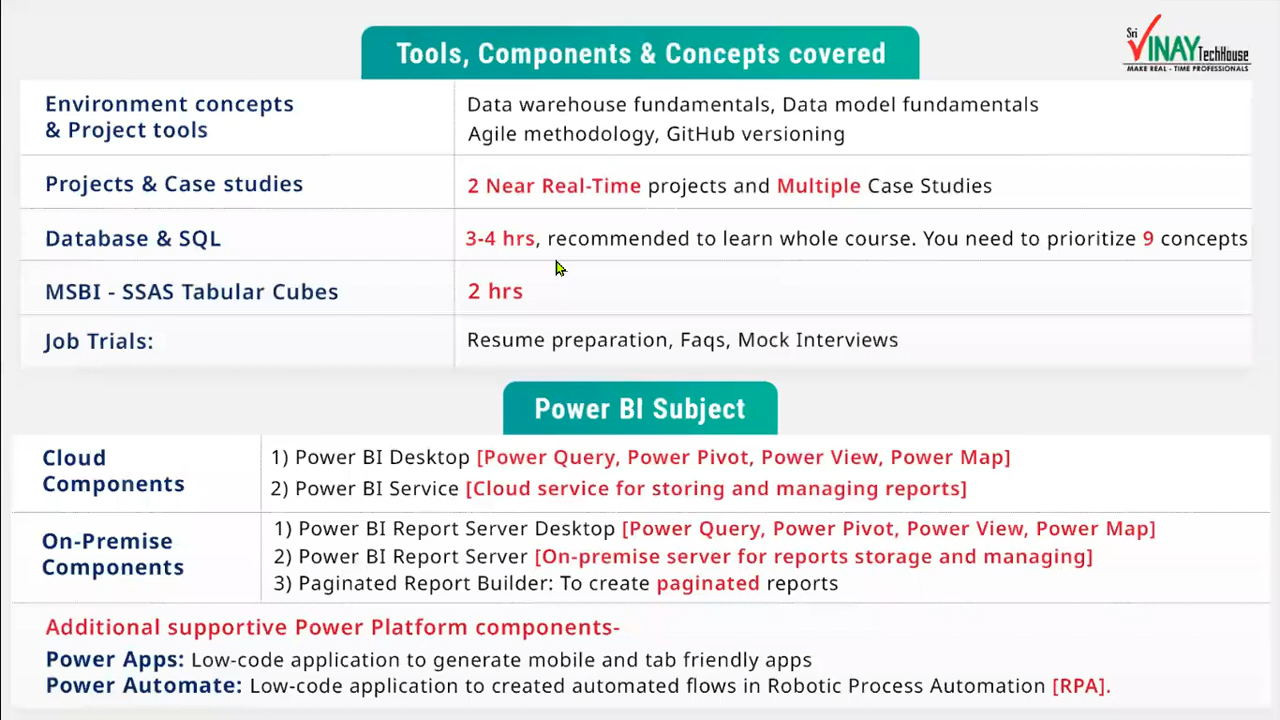 Tools, Components & Concepts covered
Sri
VINAY TechHouse
MAKE REAL - TIME PROFESSIONALS
Environment concepts
& Project tools
Data warehouse fundamentals, Data model fundamentals
Agile methodology, GitHub versioning
Projects & Case studies
2 Near Real-Time projects and Multiple Case Studies
Database & SQL
3-4 hrs, recommended to learn whole course. You need to prioritize 9 concepts
MSBI - SSAS Tabular Cubes
2 hrs
Job Trials:
Resume preparation, Faqs, Mock Interviews
Power BI Subject
Cloud
Components
1) Power BI Desktop [Power Query, Power Pivot, Power View, Power Map]
2) Power BI Service [Cloud service for storing and managing reports]
On-Premise
Components
1) Power BI Report Server Desktop [Power Query, Power Pivot, Power View, Power Map]
2) Power BI Report Server [On-premise server for reports storage and managing]
3) Paginated Report Builder: To create paginated reports
Additional supportive Power Platform components-
Power Apps: Low-code application to generate mobile and tab friendly apps
Power Automate: Low-code application to created automated flows in Robotic Process Automation [RPA].